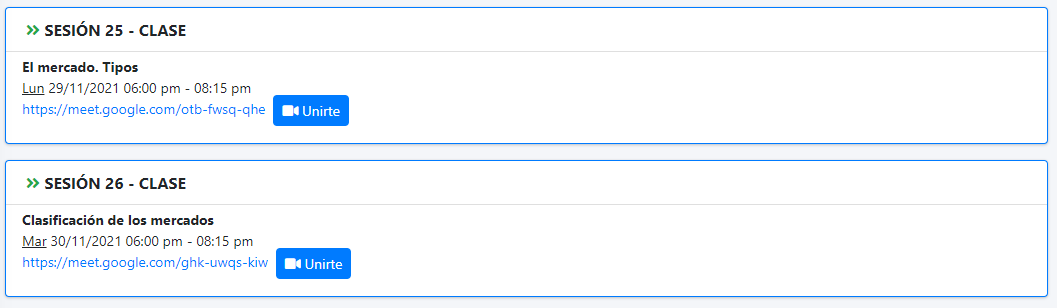 SESIÓN 25 - CLASE
El mercado. Tipos
Lun 29/11/2021 06:00 pm - 08:15 pm
https://meet.google.com/otb-fwsq-qhe Unirte
SESIÓN 26 - CLASE
Clasificación de los mercados
Mar 30/11/2021 06:00 pm - 08:15 pm
https://meet.google.com/ghk-uwqs-kiw Unirte